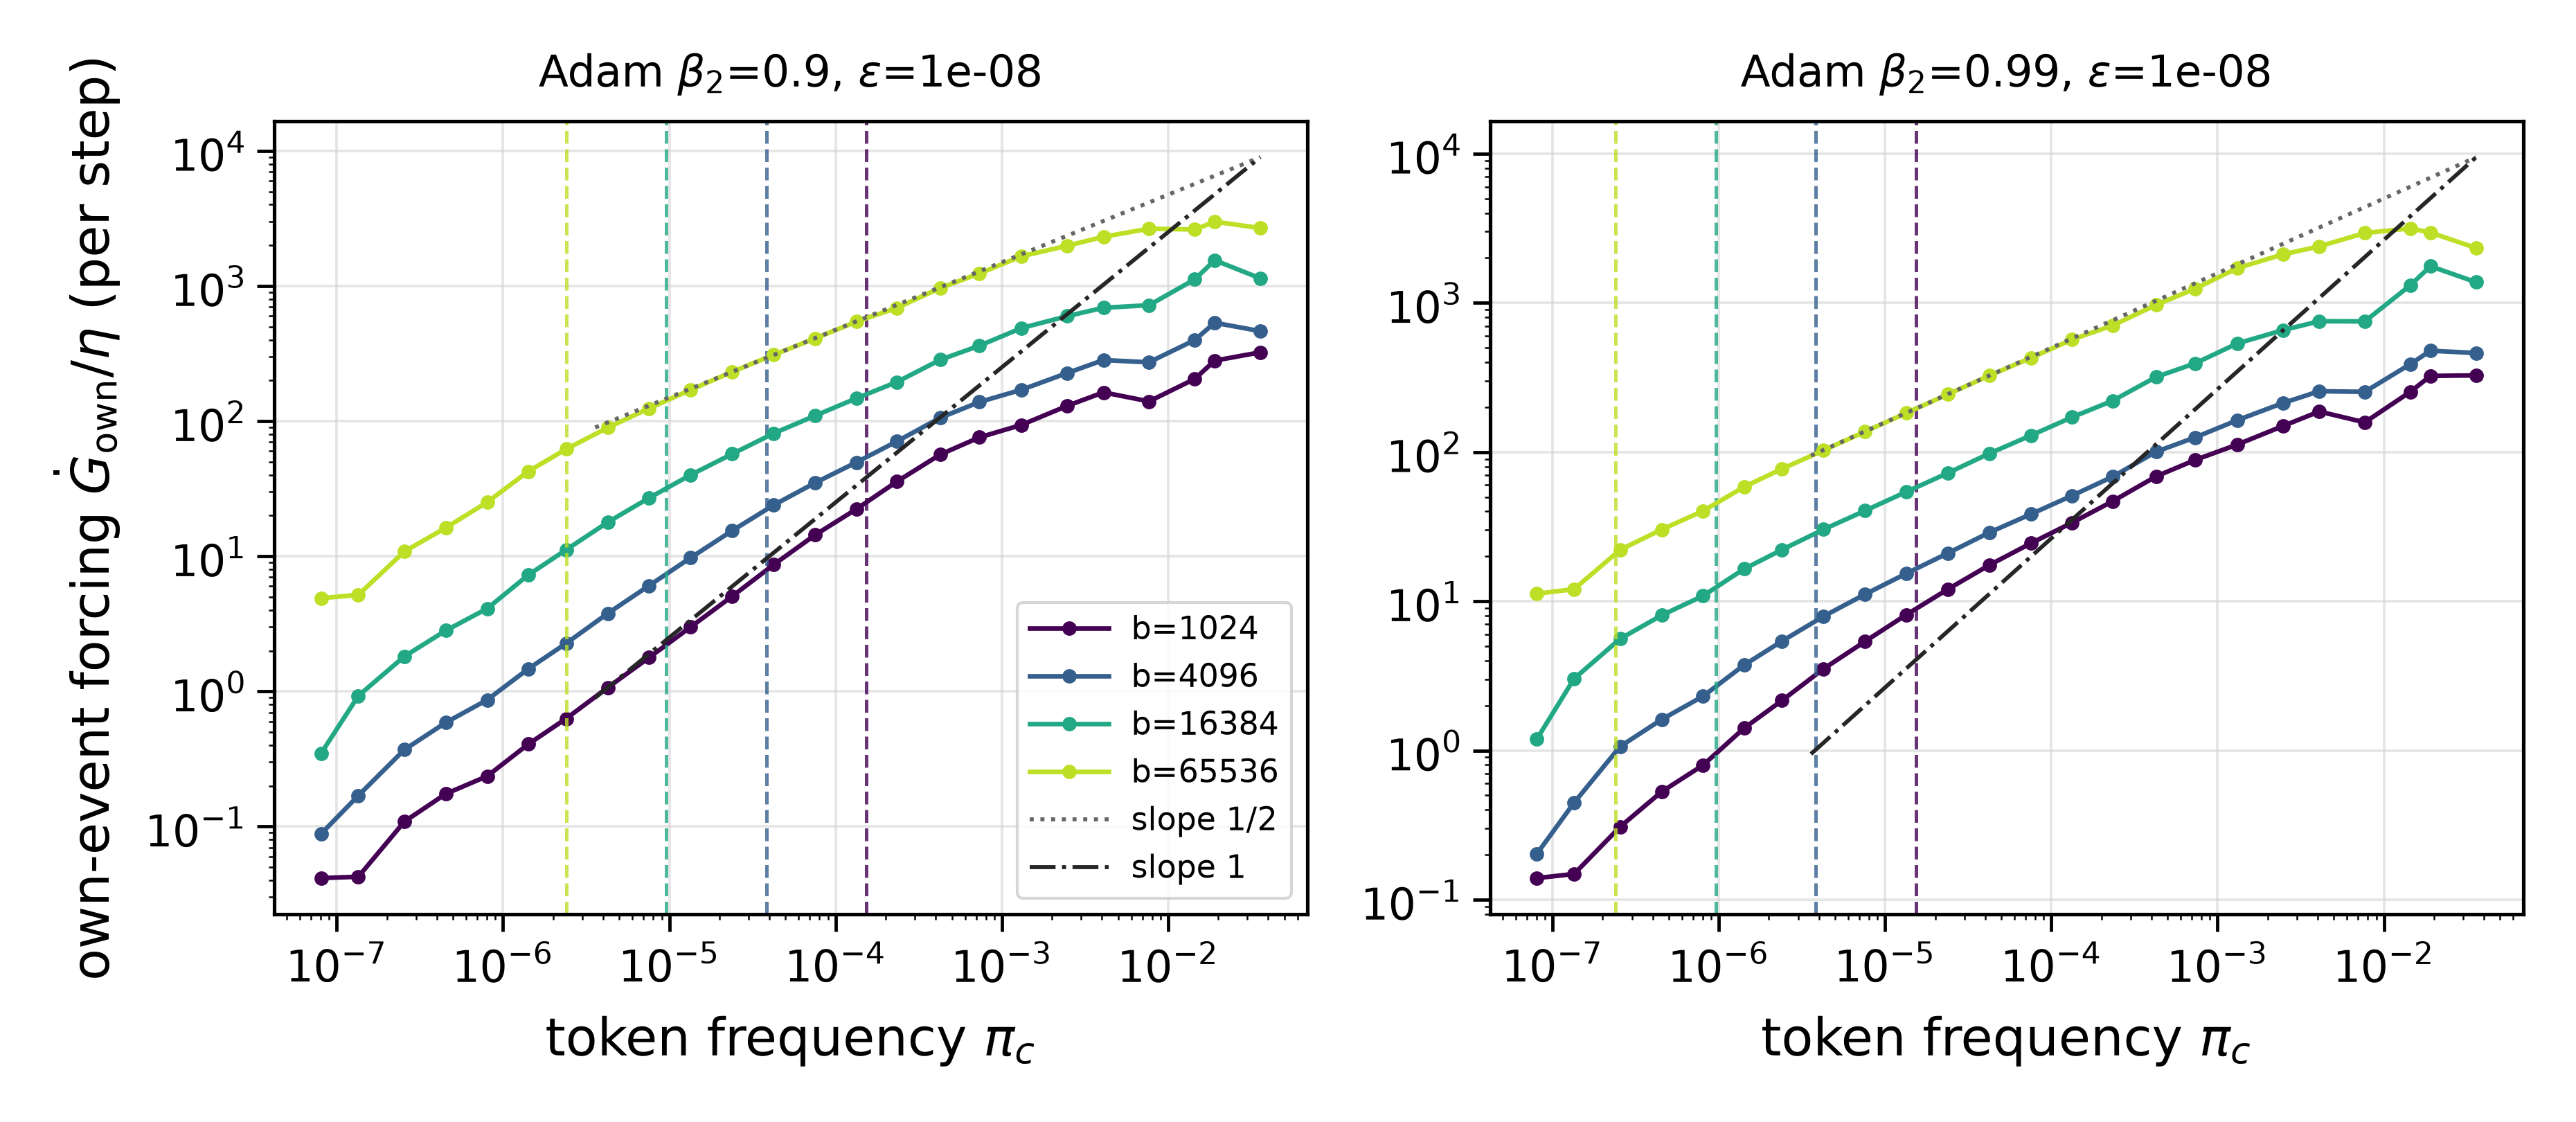 Adam β₂=0.9, ε=1e-08
own-event forcing Ġ_own/η (per step)
10⁴
10³
10²
10¹
10⁰
10⁻¹
b=1024
b=4096
b=16384
b=65536
slope 1/2
slope 1
10⁻⁷ 10⁻⁶ 10⁻⁵ 10⁻⁴ 10⁻³ 10⁻²
token frequency π_c
Adam β₂=0.99, ε=1e-08
10⁴
10³
10²
10¹
10⁰
10⁻¹
10⁻⁷ 10⁻⁶ 10⁻⁵ 10⁻⁴ 10⁻³ 10⁻²
token frequency π_c